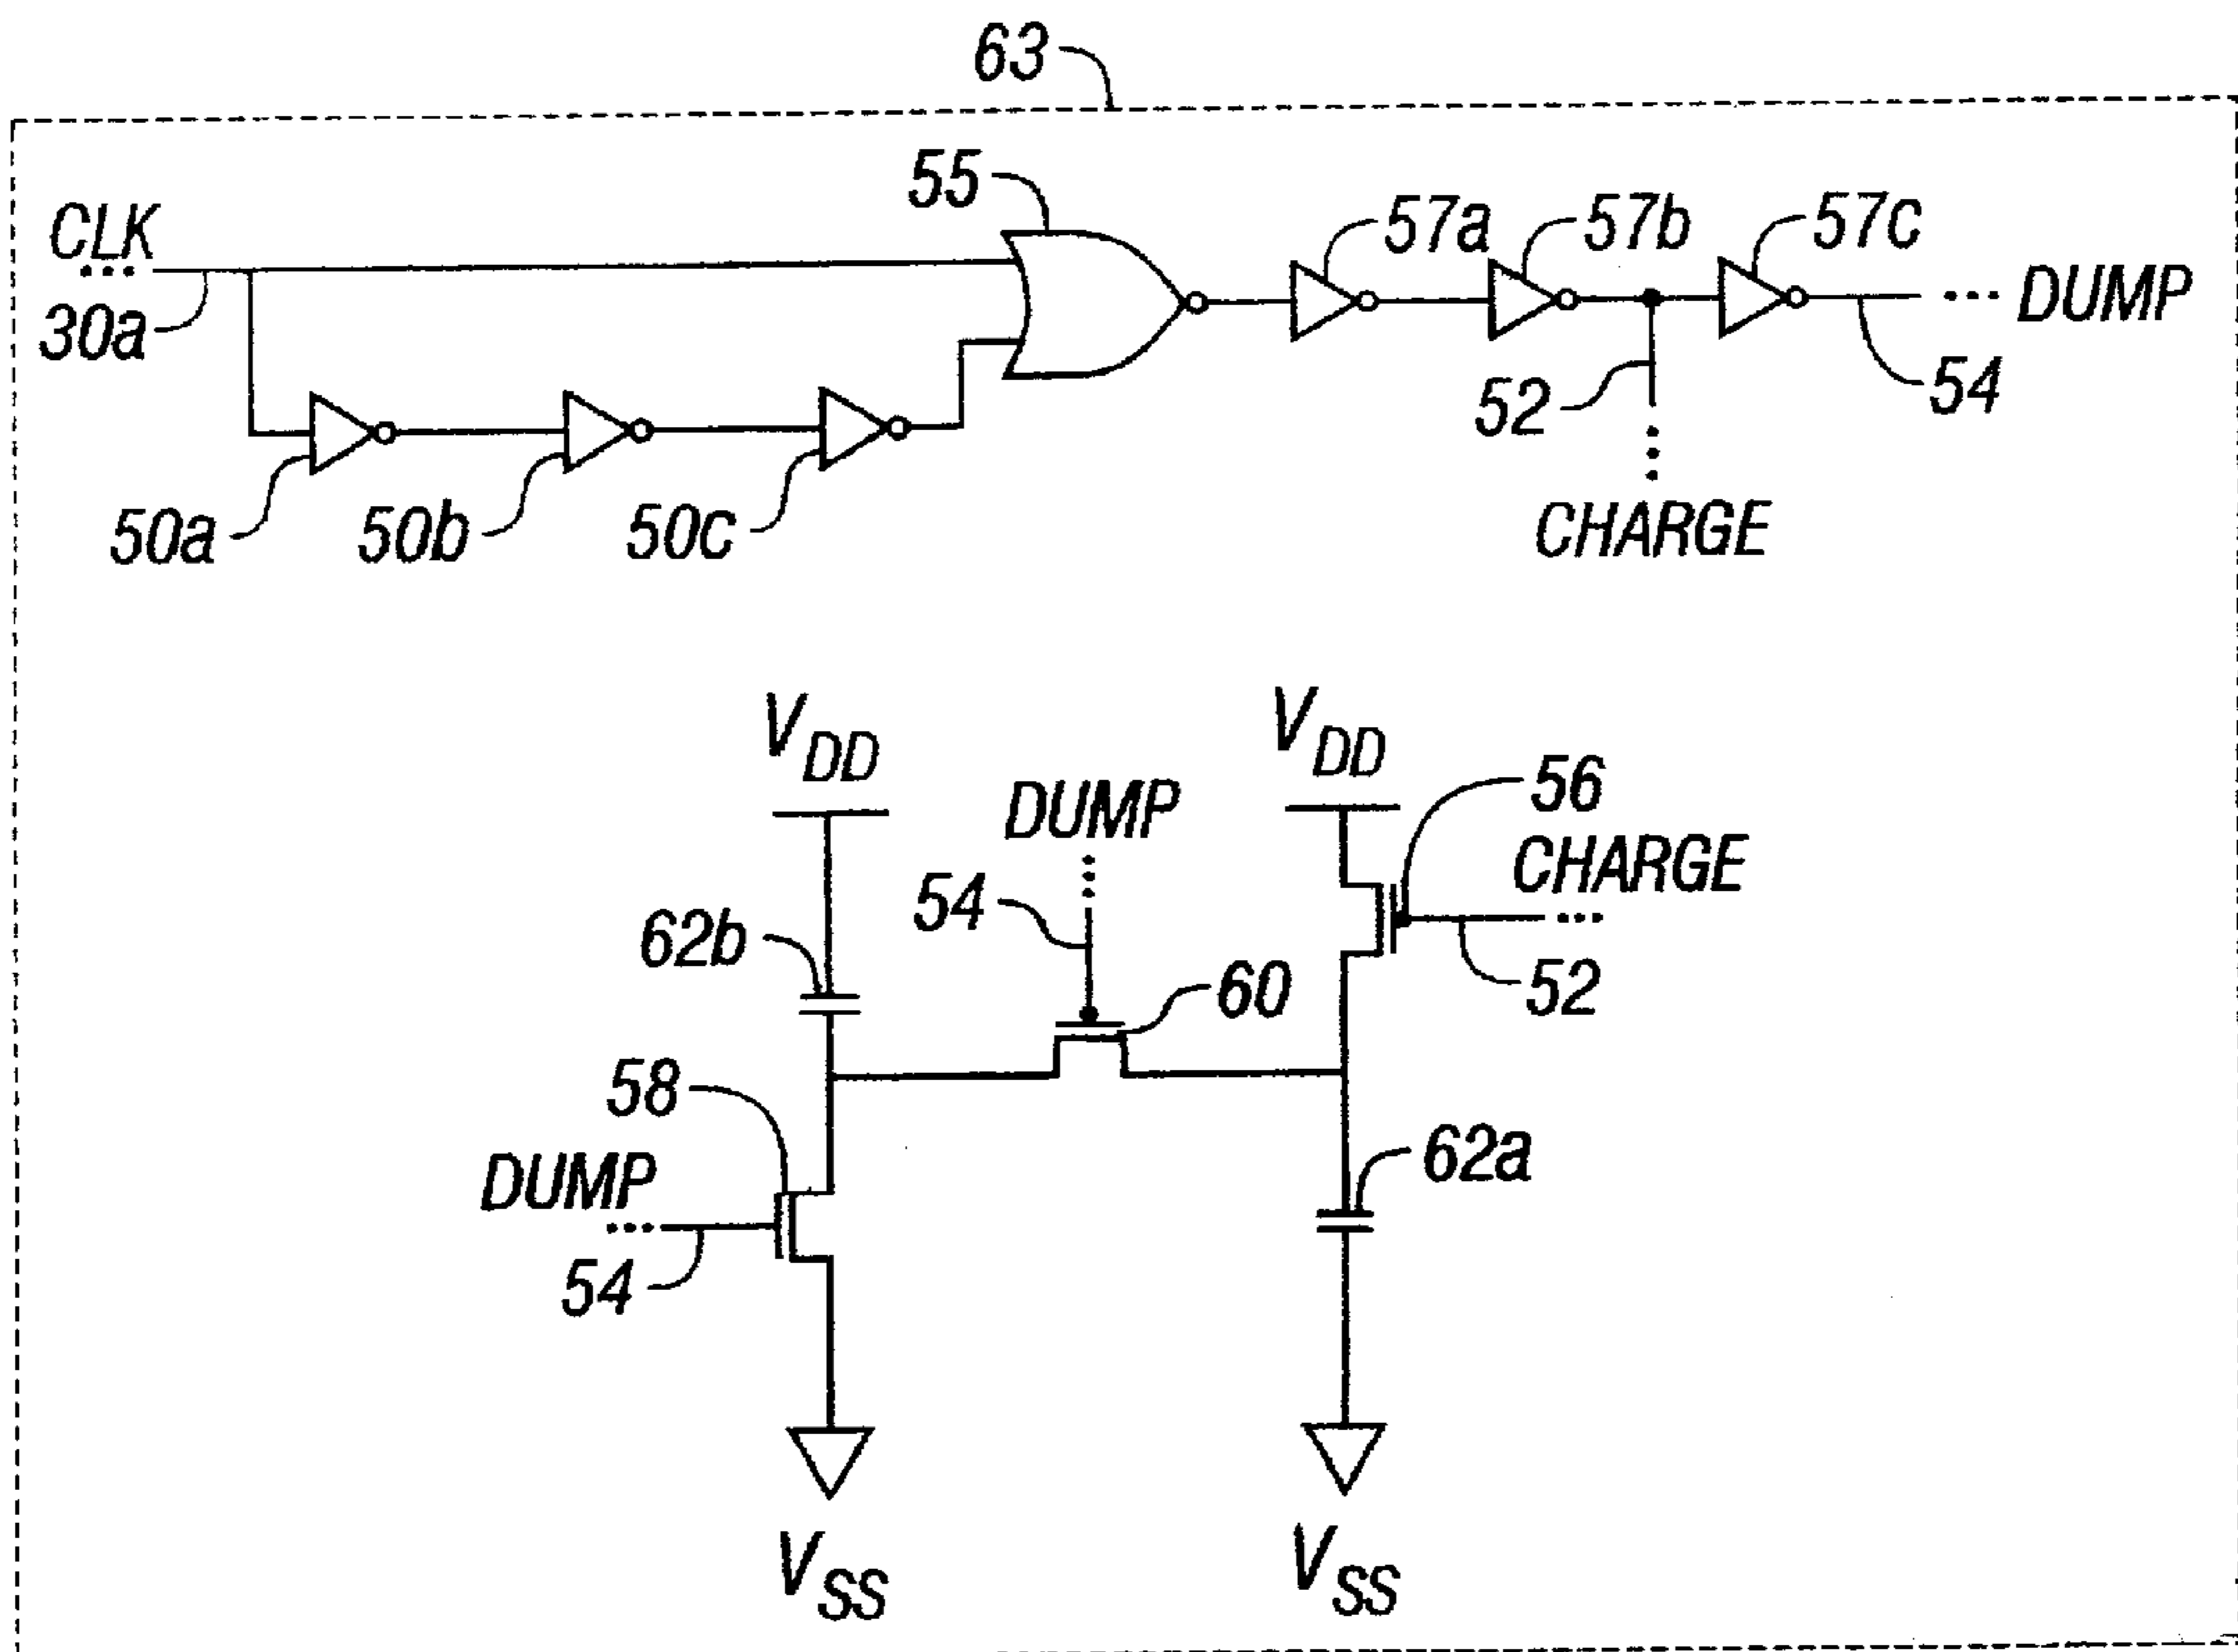 63
55
57a
57b
57c
CLK
30a
DUMP
54
52
50a
50b
50c
CHARGE
VDD
VDD
DUMP
56
CHARGE
54
62b
60
52
58
DUMP
62a
54
VSS
VSS